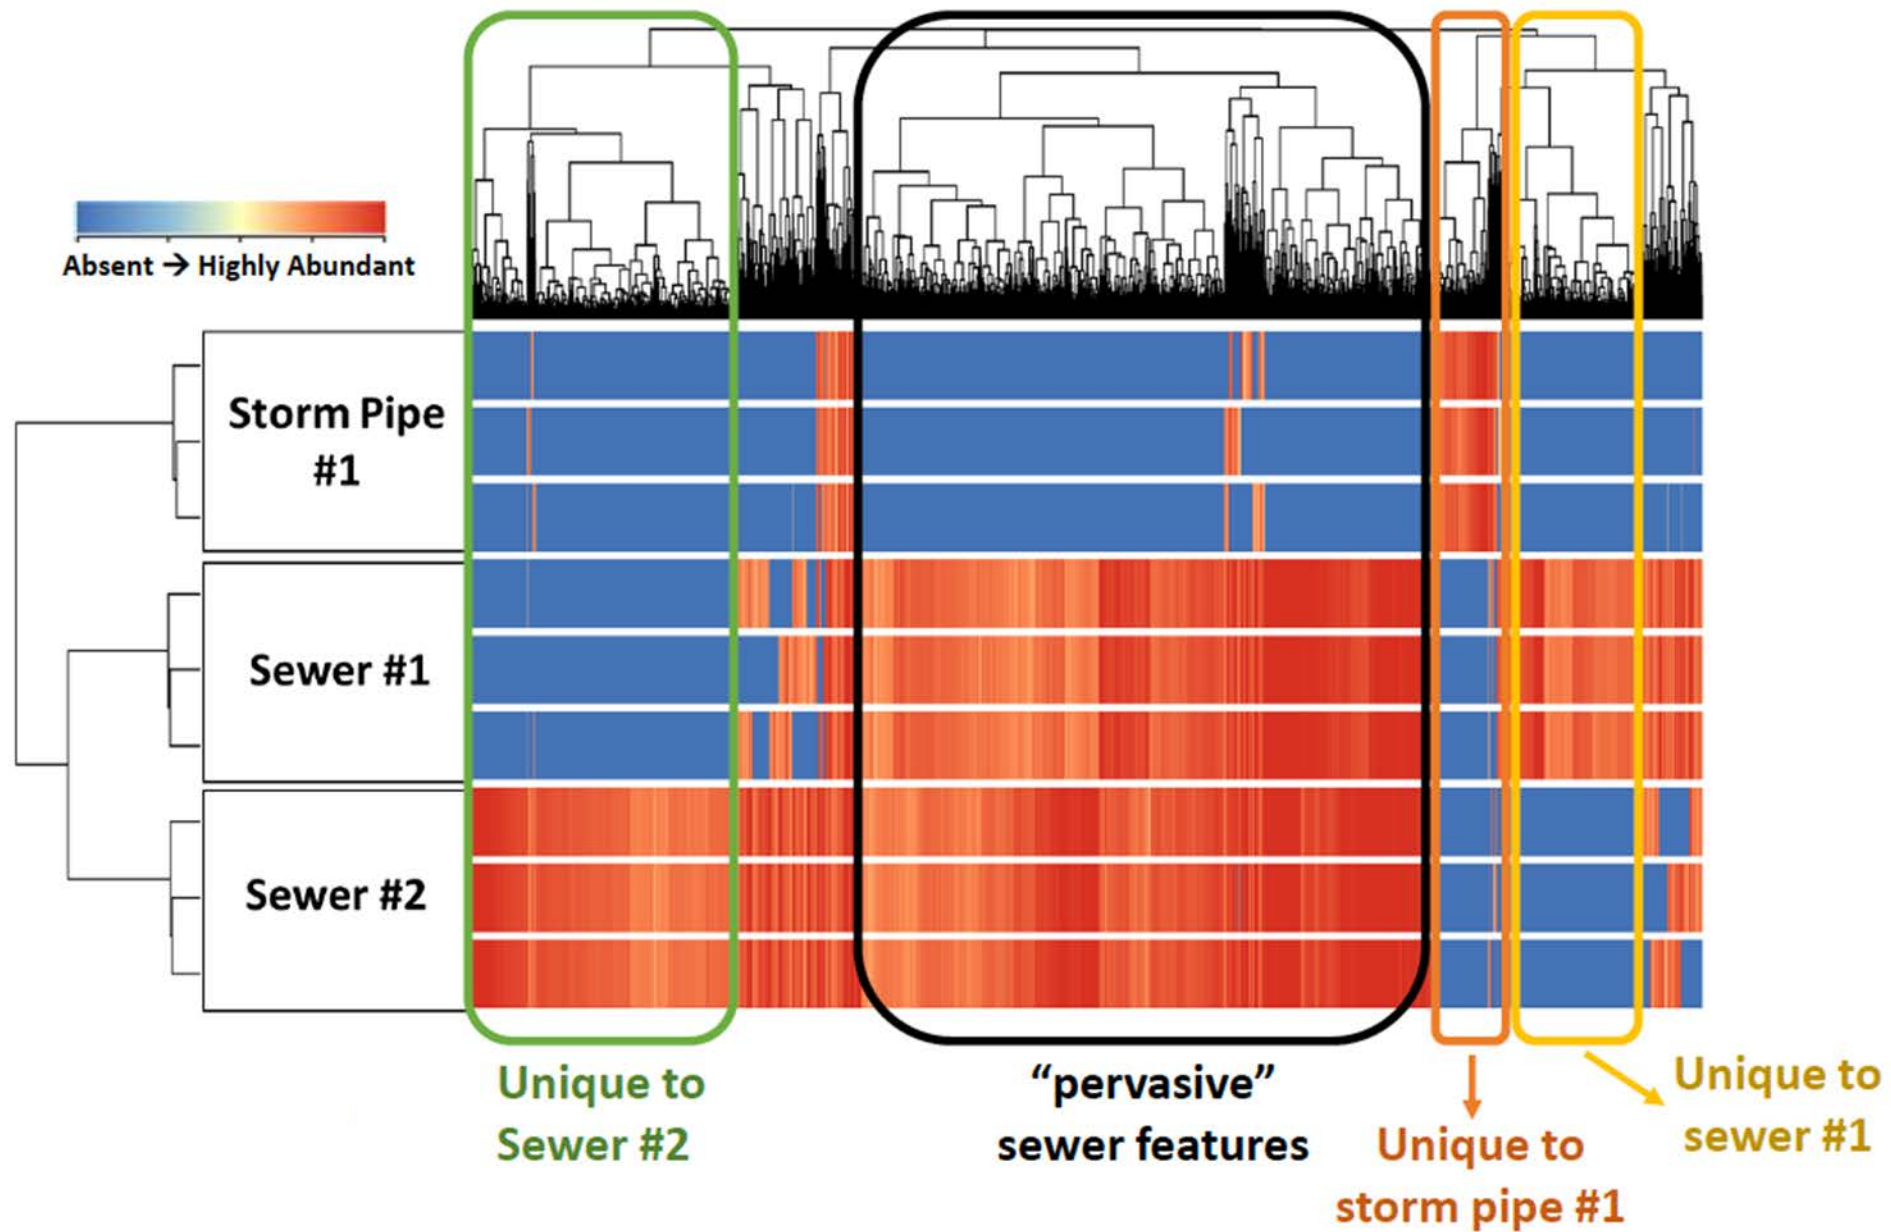 Absent → Highly Abundant
Storm Pipe
#1
Sewer #1
Sewer #2
Unique to
Sewer #2
“pervasive”
sewer features
Unique to
storm pipe #1
Unique to
sewer #1